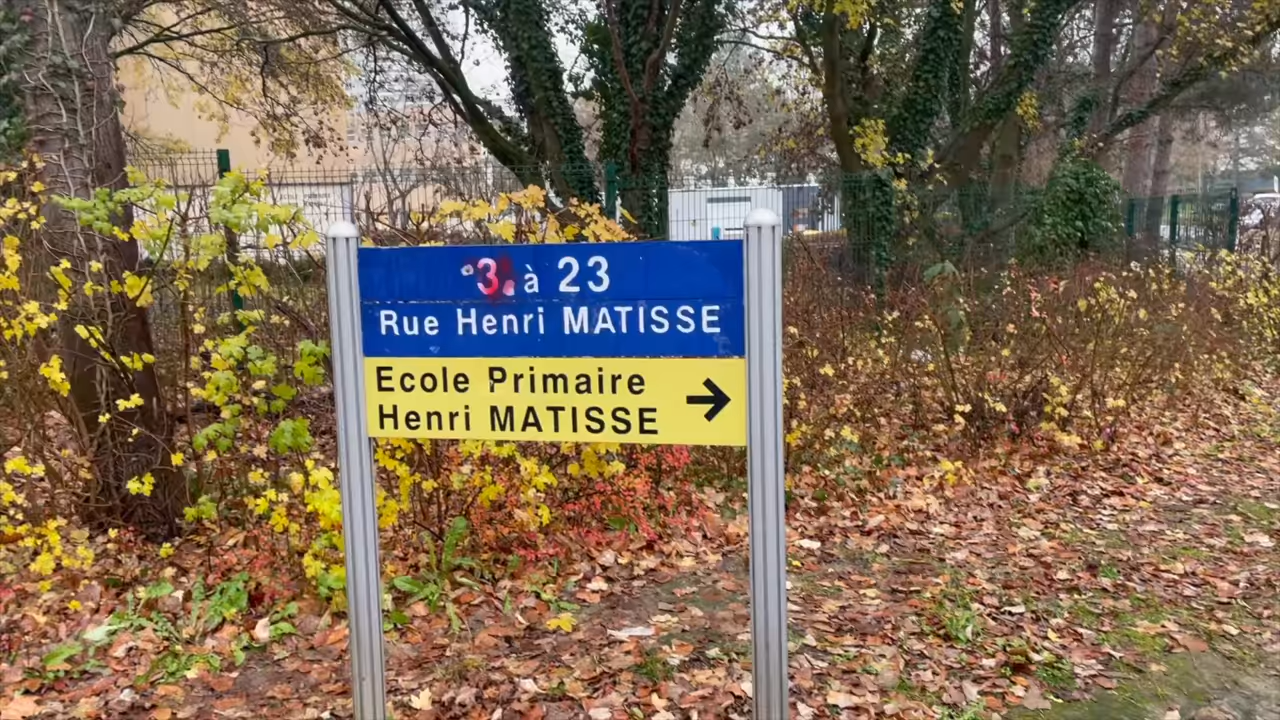 3 à 23
Rue Henri MATISSE
Ecole Primaire
Henri MATISSE